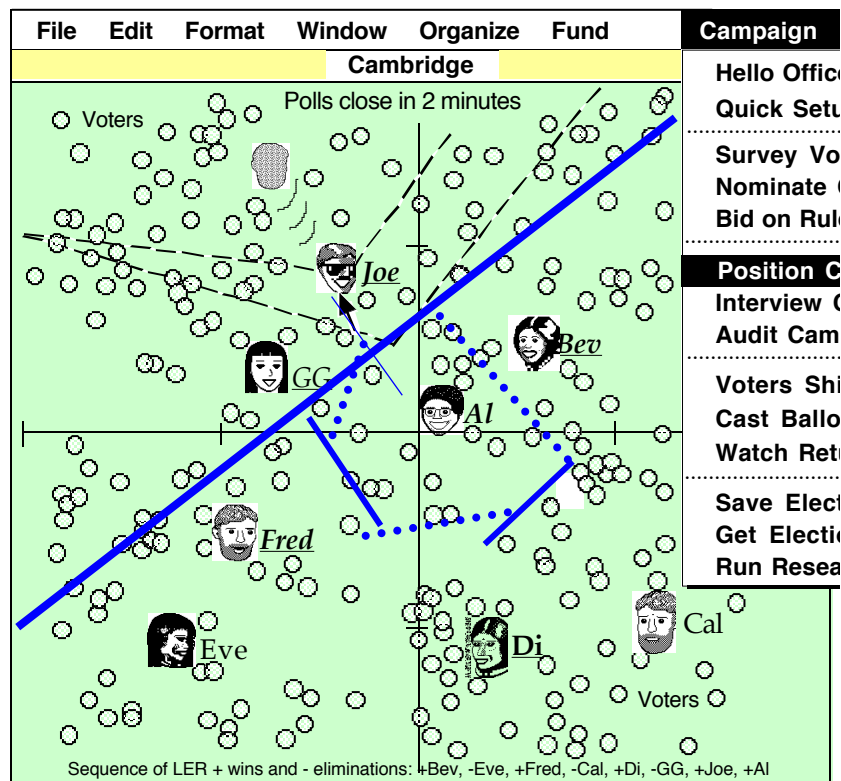 File Edit Format Window Organize Fund Campaign
Cambridge
Polls close in 2 minutes
Voters
Hello Offic
Quick Setu
Survey Vo
Nominate
Bid on Rul
Position C
Interview
Audit Cam
Voters Shi
Cast Ballo
Watch Ret
Save Elect
Get Electi
Run Resea
Joe
Bev
GG
Al
Fred
Eve
Di
Cal
Voters
Sequence of LER + wins and - eliminations: +Bev, -Eve, +Fred, -Cal, +Di, -GG, +Joe, +Al